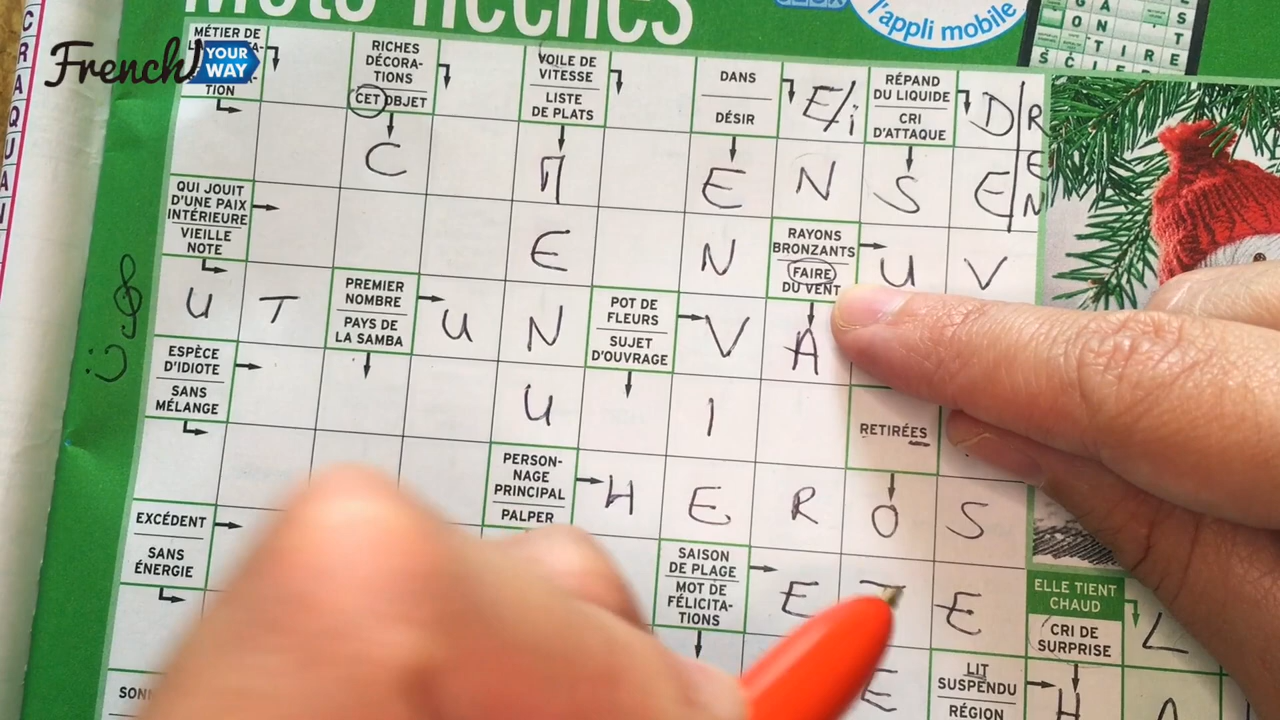 Mots fléchés
l'appli mobile
French YOUR WAY
MÉTIER DE
TION
RICHES DÉCORA-TIONS
CET OBJET
VOILE DE VITESSE
LISTE DE PLATS
DANS
DÉSIR
E/i
RÉPAND DU LIQUIDE
CRI D'ATTAQUE
D R
E
N
C M E N S E
QUI JOUIT D'UNE PAIX INTÉRIEURE
VIEILLE NOTE
E N
RAYONS BRONZANTS
FAIRE DU VENT
U V
U T
PREMIER NOMBRE
PAYS DE LA SAMBA
U N
POT DE FLEURS
SUJET D'OUVRAGE
V A
ESPÈCE D'IDIOTE
SANS MÉLANGE
U I
RETIRÉES
PERSON-NAGE PRINCIPAL
PALPER
H E R O S
EXCÉDENT
SANS ÉNERGIE
SAISON DE PLAGE
MOT DE FÉLICITA-TIONS
E T E
ELLE TIENT CHAUD
CRI DE SURPRISE
L
SONN
E
LIT SUSPENDU
RÉGION
H A
C
R
A
Q
U
A
N
TIRE